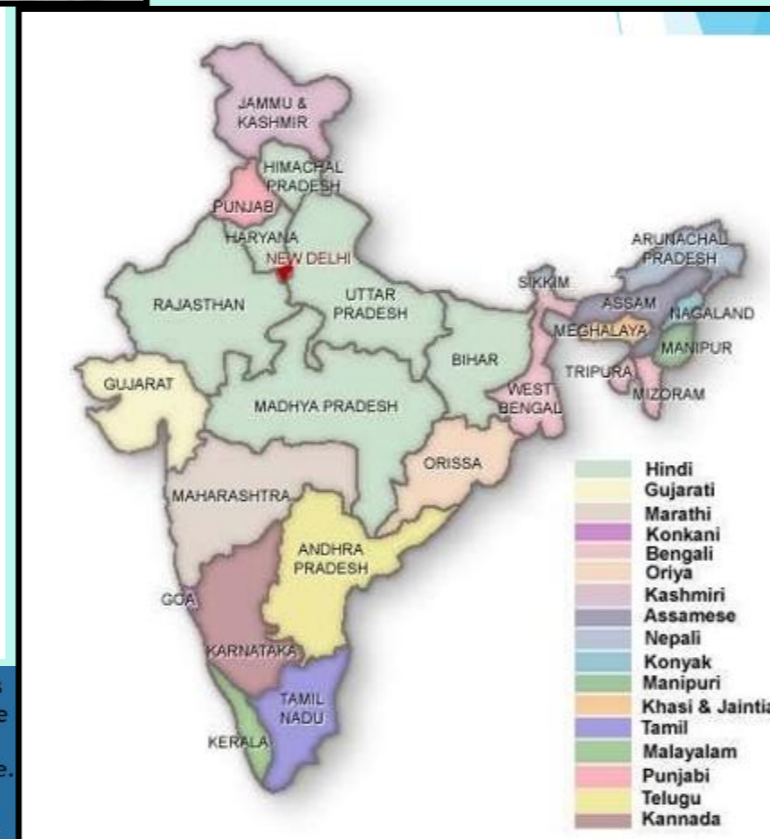 JAMMU &
KASHMIR
HIMACHAL
PRADESH
PUNJAB
HARYANA
NEW DELHI
RAJASTHAN
UTTAR
PRADESH
BIHAR
SIKKIM
ARUNACHAL
PRADESH
ASSAM
NAGALAND
MEGHALAYA
MANIPUR
TRIPURA
MIZORAM
WEST
BENGAL
GUJARAT
MADHYA PRADESH
ORISSA
MAHARASHTRA
ANDHRA
PRADESH
GOA
KARNATAKA
TAMIL
NADU
KERALA
Hindi
Gujarati
Marathi
Konkani
Bengali
Oriya
Kashmiri
Assamese
Nepali
Konyak
Manipuri
Khasi & Jaintia
Tamil
Malayalam
Punjabi
Telugu
Kannada